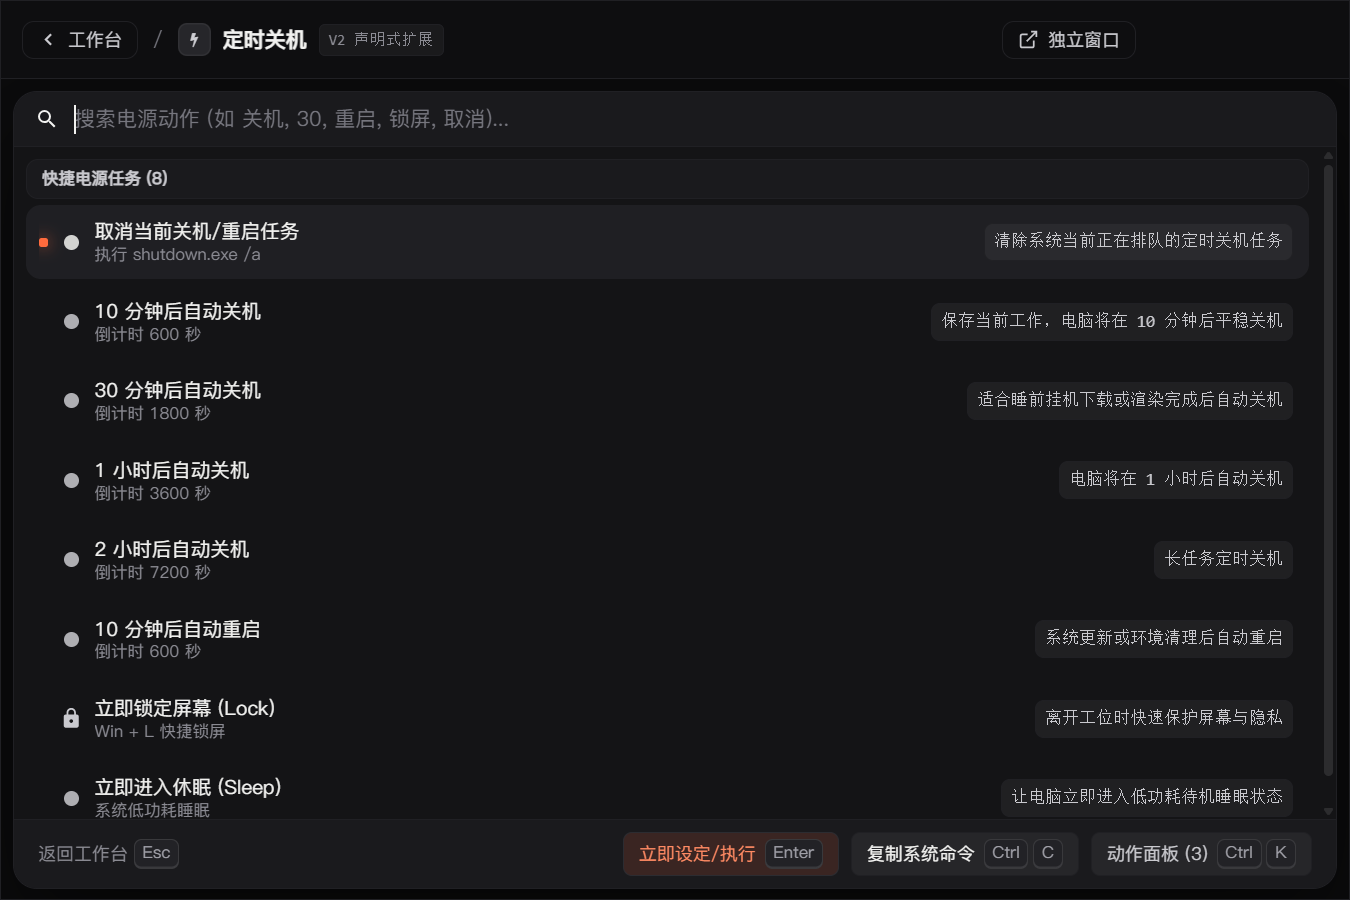 工作台 / 定时关机 V2 声明式扩展 独立窗口
搜索电源动作 (如 关机, 30, 重启, 锁屏, 取消)...
快捷电源任务 (8)
取消当前关机/重启任务
执行 shutdown.exe /a
清除系统当前正在排队的定时关机任务
10 分钟后自动关机
倒计时 600 秒
保存当前工作，电脑将在 10 分钟后平稳关机
30 分钟后自动关机
倒计时 1800 秒
适合睡前挂机下载或渲染完成后自动关机
1 小时后自动关机
倒计时 3600 秒
电脑将在 1 小时后自动关机
2 小时后自动关机
倒计时 7200 秒
长任务定时关机
10 分钟后自动重启
倒计时 600 秒
系统更新或环境清理后自动重启
立即锁定屏幕 (Lock)
Win + L 快捷锁屏
离开工位时快速保护屏幕与隐私
立即进入休眠 (Sleep)
系统低功耗睡眠
让电脑立即进入低功耗待机睡眠状态
返回工作台 Esc 立即设定/执行 Enter 复制系统命令 Ctrl C 动作面板 (3) Ctrl K